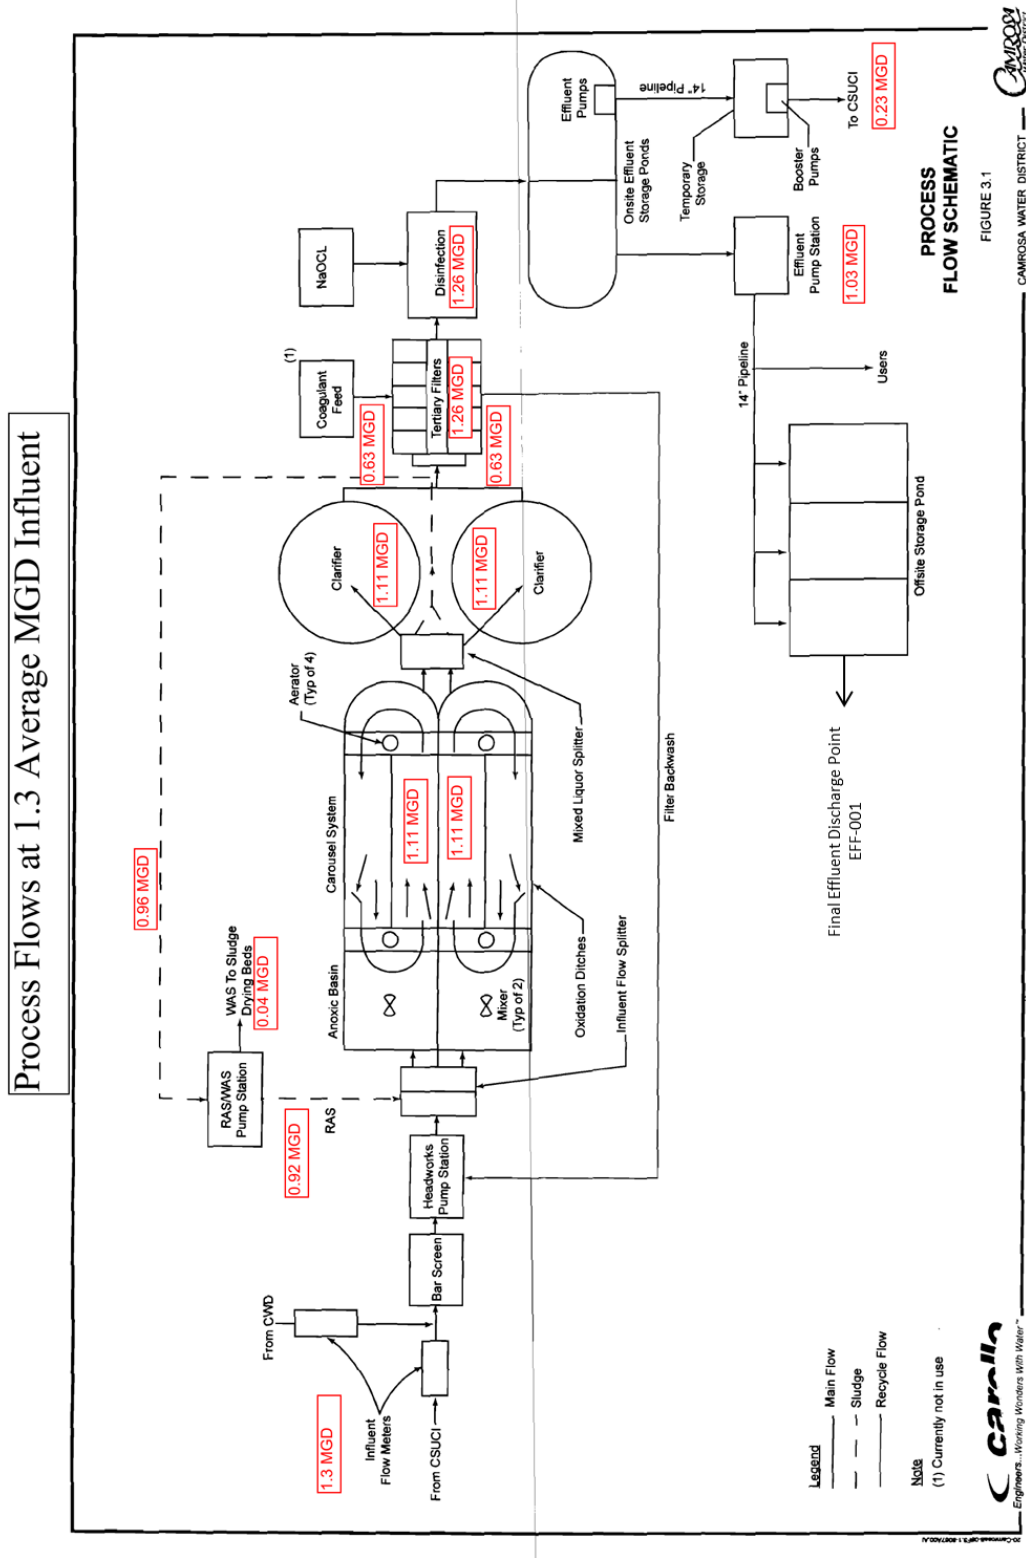 Process Flows at 1.3 Average MGD Influent
1.3 MGD
Influent
Flow Meters
From CWD
From CSUCI
Bar Screen
Headworks
Pump Station
0.92 MGD
RAS
RAS/WAS
Pump Station
WAS To Sludge
Drying Beds
0.04 MGD
0.96 MGD
Influent Flow Splitter
Anoxic Basin
Carousel System
Mixer
(Typ of 2)
Oxidation Ditches
1.11 MGD
1.11 MGD
Aerator
(Typ of 4)
Mixed Liquor Splitter
Clarifier
1.11 MGD
1.11 MGD
Clarifier
Filter Backwash
0.63 MGD
0.63 MGD
Coagulant
Feed
(1)
Tertiary Filters
1.26 MGD
NaOCL
Disinfection
1.26 MGD
Onsite Effluent
Storage Ponds
Effluent
Pumps
14" Pipeline
Temporary
Storage
Booster
Pumps
To CSUCI
0.23 MGD
Effluent
Pump Station
1.03 MGD
14" Pipeline
Users
Offsite Storage Pond
Final Effluent Discharge Point
EFF-001
Legend
Main Flow
Sludge
Recycle Flow
Note
(1) Currently not in use
PROCESS
FLOW SCHEMATIC
FIGURE 3.1
CAMROSA WATER DISTRICT
carollo
Engineers...Working Wonders With Water™
CAMROSA
Water District